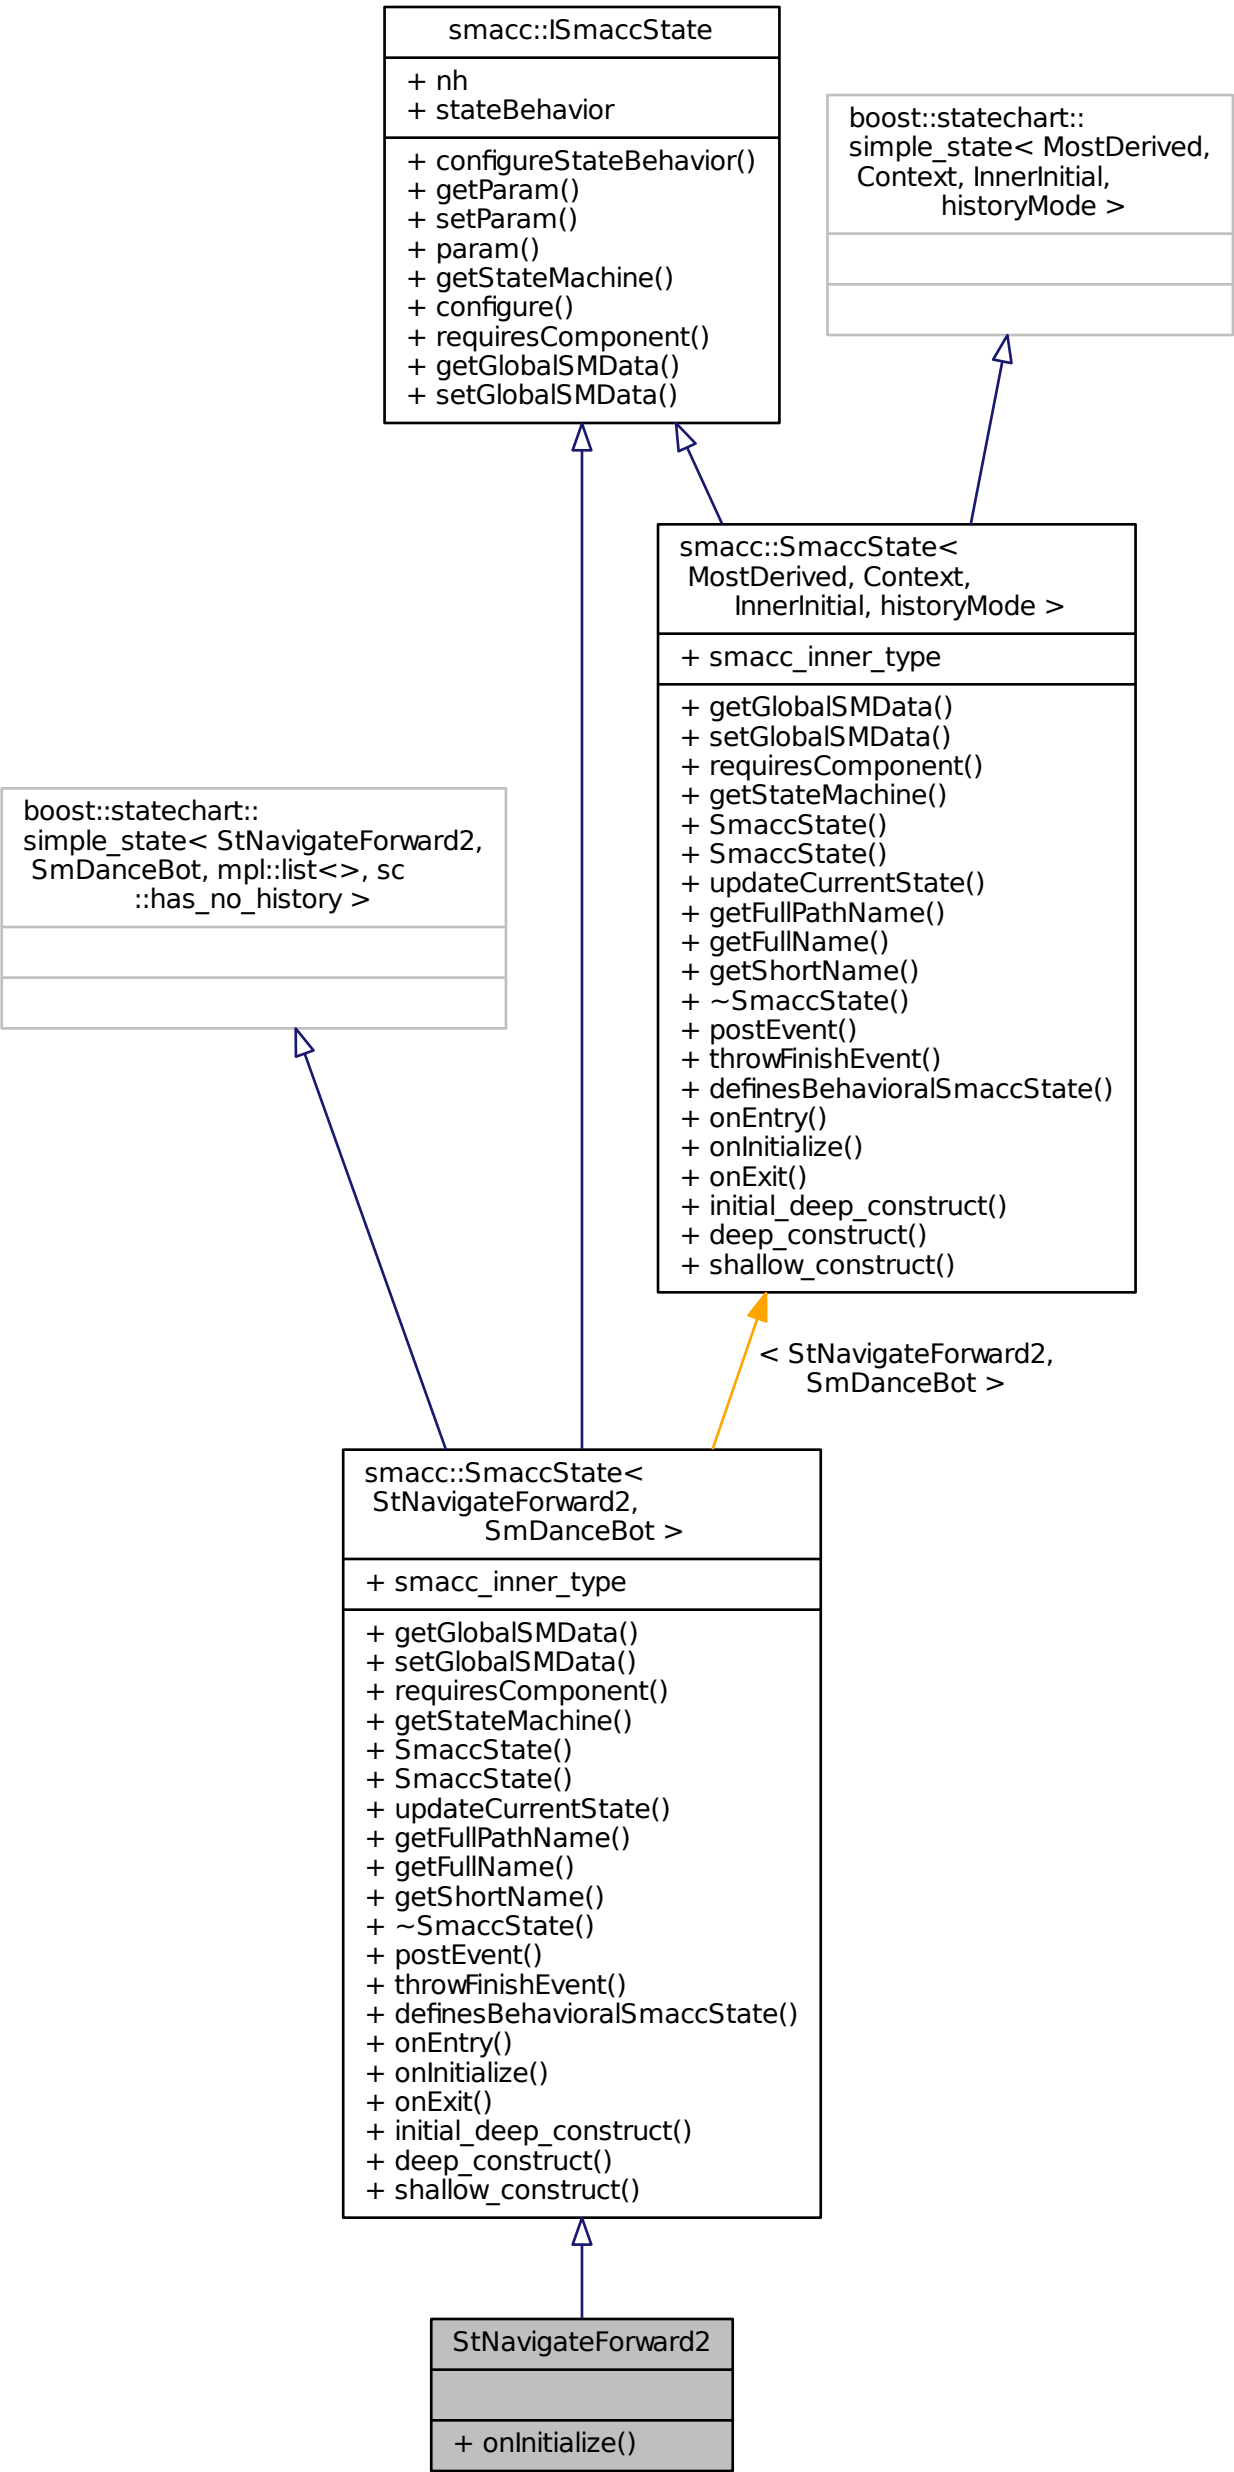 smacc::ISmaccState
+ nh
+ stateBehavior
+ configureStateBehavior()
+ getParam()
+ setParam()
+ param()
+ getStateMachine()
+ configure()
+ requiresComponent()
+ getGlobalSMData()
+ setGlobalSMData()
boost::statechart::
simple_state< MostDerived,
Context, InnerInitial,
historyMode >
smacc::SmaccState<
MostDerived, Context,
InnerInitial, historyMode >
+ smacc_inner_type
+ getGlobalSMData()
+ setGlobalSMData()
+ requiresComponent()
+ getStateMachine()
+ SmaccState()
+ SmaccState()
+ updateCurrentState()
+ getFullPathName()
+ getFullName()
+ getShortName()
+ ~SmaccState()
+ postEvent()
+ throwFinishEvent()
+ definesBehavioralSmaccState()
+ onEntry()
+ onInitialize()
+ onExit()
+ initial_deep_construct()
+ deep_construct()
+ shallow_construct()
boost::statechart::
simple_state< StNavigateForward2,
SmDanceBot, mpl::list<>, sc
::has_no_history >
< StNavigateForward2,
SmDanceBot >
smacc::SmaccState<
StNavigateForward2,
SmDanceBot >
+ smacc_inner_type
+ getGlobalSMData()
+ setGlobalSMData()
+ requiresComponent()
+ getStateMachine()
+ SmaccState()
+ SmaccState()
+ updateCurrentState()
+ getFullPathName()
+ getFullName()
+ getShortName()
+ ~SmaccState()
+ postEvent()
+ throwFinishEvent()
+ definesBehavioralSmaccState()
+ onEntry()
+ onInitialize()
+ onExit()
+ initial_deep_construct()
+ deep_construct()
+ shallow_construct()
StNavigateForward2
+ onInitialize()